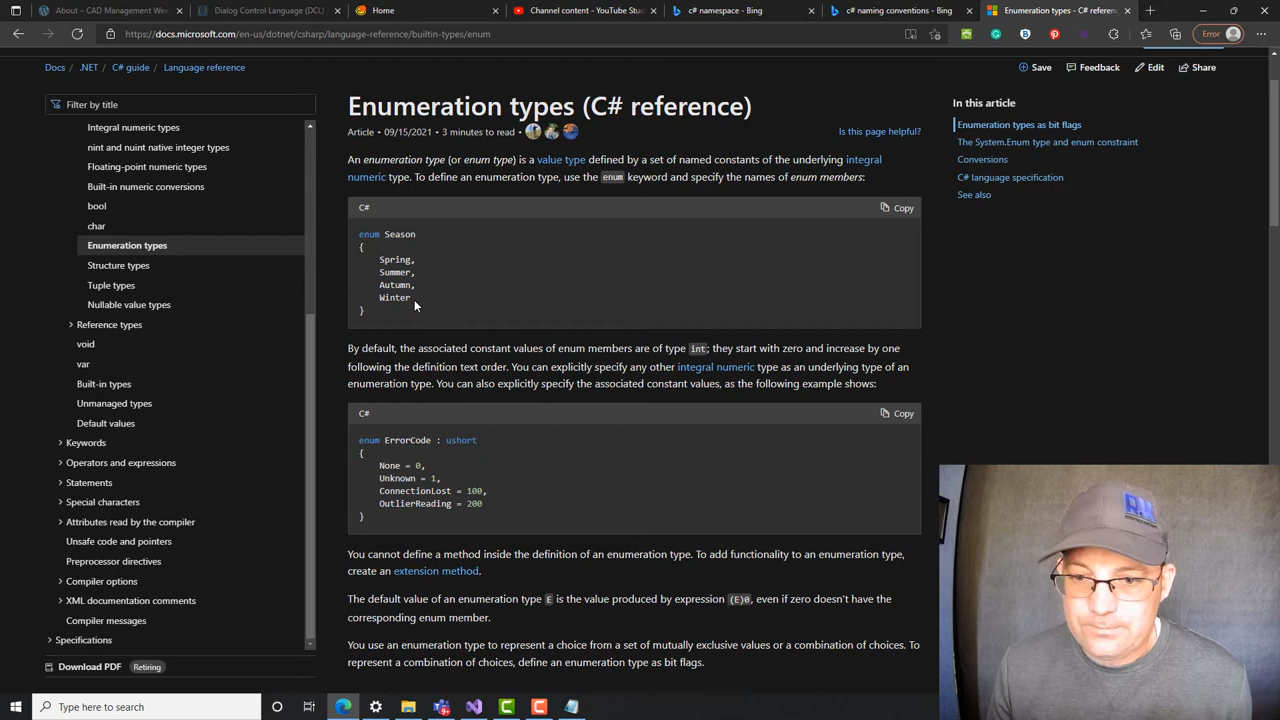 About – CAD Management Wee
Dialog Control Language (DCL)
Home
Channel content - YouTube Stu
c# namespace - Bing
c# naming conventions - Bing
Enumeration types - C# referenc
https://docs.microsoft.com/en-us/dotnet/csharp/language-reference/builtin-types/enum
Error
Docs / .NET / C# guide / Language reference
Save Feedback Edit Share
Filter by title
Integral numeric types
nint and nuint native integer types
Floating-point numeric types
Built-in numeric conversions
bool
char
Enumeration types
Structure types
Tuple types
Nullable value types
Reference types
void
var
Built-in types
Unmanaged types
Default values
Keywords
Operators and expressions
Statements
Special characters
Attributes read by the compiler
Unsafe code and pointers
Preprocessor directives
Compiler options
XML documentation comments
Compiler messages
Specifications
Download PDF Retiring
Enumeration types (C# reference)
Article • 09/15/2021 • 3 minutes to read •
Is this page helpful?
An enumeration type (or enum type) is a value type defined by a set of named constants of the underlying integral
numeric type. To define an enumeration type, use the enum keyword and specify the names of enum members:
C# Copy
enum Season
{
Spring,
Summer,
Autumn,
Winter
}
By default, the associated constant values of enum members are of type int; they start with zero and increase by one
following the definition text order. You can explicitly specify any other integral numeric type as an underlying type of an
enumeration type. You can also explicitly specify the associated constant values, as the following example shows:
C# Copy
enum ErrorCode : ushort
{
None = 0,
Unknown = 1,
ConnectionLost = 100,
OutlierReading = 200
}
You cannot define a method inside the definition of an enumeration type. To add functionality to an enumeration type,
create an extension method.
The default value of an enumeration type E is the value produced by expression (E)0, even if zero doesn't have the
corresponding enum member.
You use an enumeration type to represent a choice from a set of mutually exclusive values or a combination of choices. To
represent a combination of choices, define an enumeration type as bit flags.
In this article
Enumeration types as bit flags
The System.Enum type and enum constraint
Conversions
C# language specification
See also
Type here to search